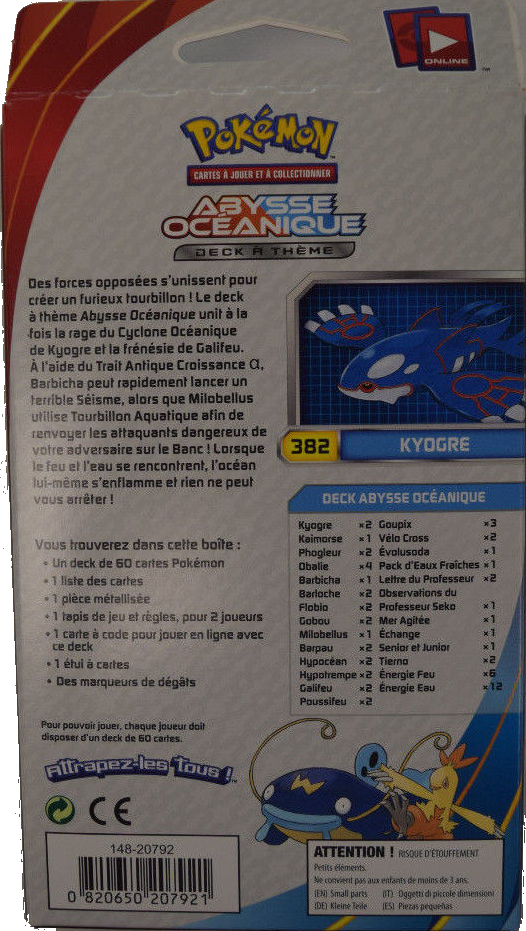 ONLINE
™
POKéMON
CARTES À JOUER ET À COLLECTIONNER
ABYSSE
OCÉANIQUE
DECK À THÈME
Des forces opposées s'unissent pour
créer un furieux tourbillon ! Le deck
à thème Abysse Océanique unit à la
fois la rage du Cyclone Océanique
de Kyogre et la frénésie de Galifeu.
À l'aide du Trait Antique Croissance α,
Barbicha peut rapidement lancer un
terrible Séisme, alors que Milobellus
utilise Tourbillon Aquatique afin de
renvoyer les attaquants dangereux de
votre adversaire sur le Banc ! Lorsque
le feu et l'eau se rencontrent, l'océan
lui-même s'enflamme et rien ne peut
vous arrêter !
382 KYOGRE
DECK ABYSSE OCÉANIQUE
Kyogre ×2 Goupix ×3
Kaimorse ×1 Vélo Cross ×2
Phogleur ×2 Évolusoda ×1
Obalie ×4 Pack d'Eaux Fraîches ×1
Barbicha ×1 Lettre du Professeur ×2
Barloche ×2 Observations du
Flobio ×2 Professeur Seko ×1
Gobou ×2 Mer Agitée ×1
Milobellus ×1 Échange ×1
Barpau ×2 Senior et Junior ×1
Hypocéan ×2 Tierno ×2
Hypotrempe ×2 Énergie Feu ×6
Galifeu ×2 Énergie Eau ×12
Poussifeu ×2
Vous trouverez dans cette boîte :
• Un deck de 60 cartes Pokémon
• 1 liste des cartes
• 1 pièce métallisée
• 1 tapis de jeu et règles, pour 2 joueurs
• 1 carte à code pour jouer en ligne avec
ce deck
• 1 étui à cartes
• Des marqueurs de dégâts
Pour pouvoir jouer, chaque joueur doit
disposer d'un deck de 60 cartes.
Attrapez-les Tous !™
CE
148-20792
0 820650 207921
ATTENTION ! RISQUE D'ÉTOUFFEMENT
Petits éléments.
Ne convient pas aux enfants de moins de 3 ans.
(EN) Small parts (IT) Oggetti di piccole dimensioni
(DE) Kleine Teile (ES) Piezas pequeñas